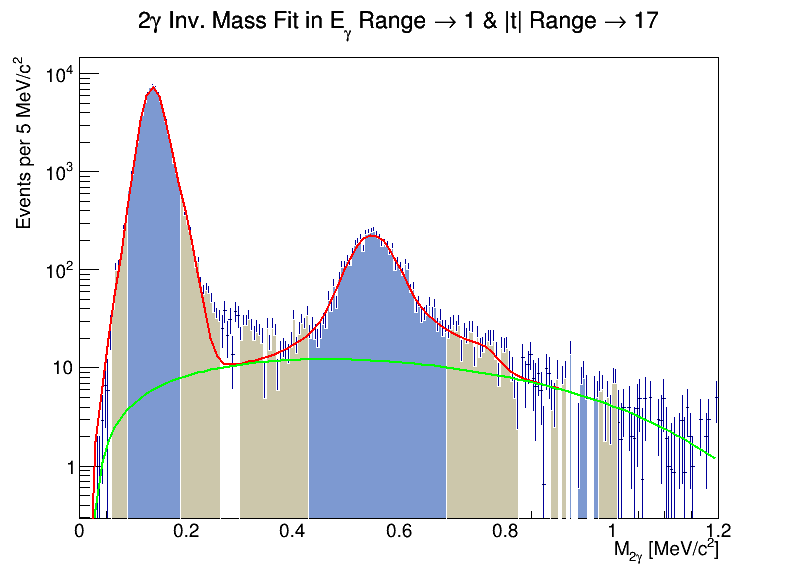 2γ Inv. Mass Fit in Eγ Range → 1 & |t| Range → 17
Events per 5 MeV/c²
10⁴
10³
10²
10
1
0 0.2 0.4 0.6 0.8 1 1.2
M2γ [MeV/c²]